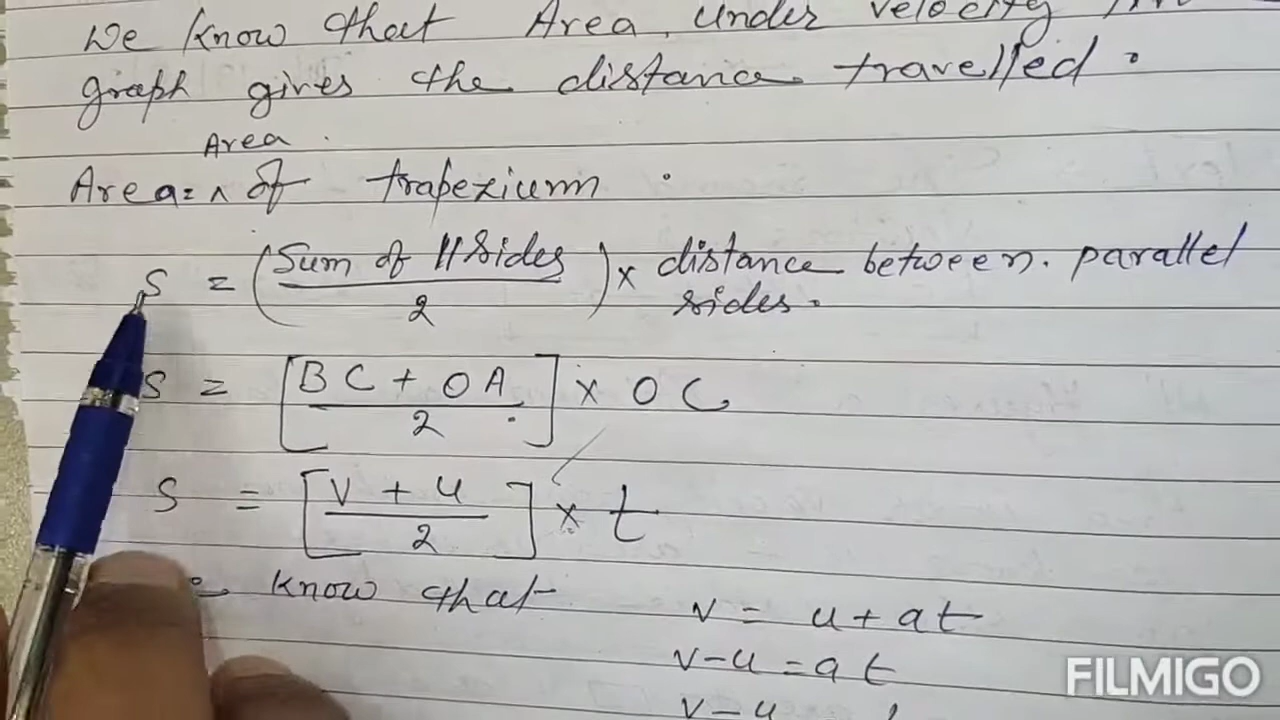 We know that Area under velocity
graph gives the distance travelled.
Area
Area = ^ Of trapezium.
S = (Sum of || Sides / 2) × distance between parallel
sides.
S = [BC + OA / 2] × OC
S = [V + u / 2] × t
know that
v = u + at
v-u = at
v-u
FILMIGO